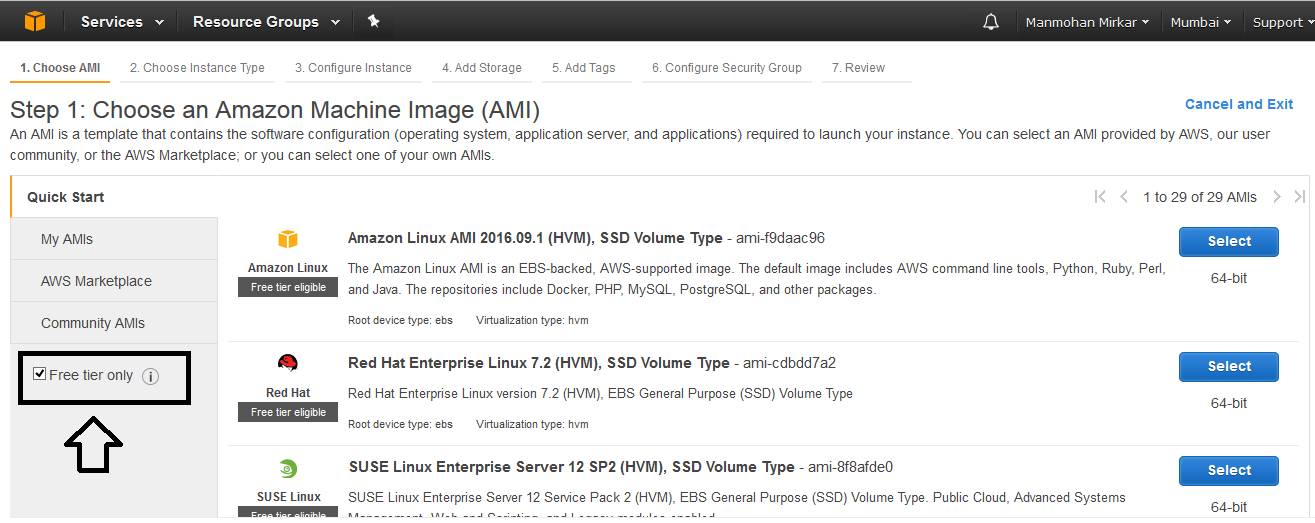 Services Resource Groups Manmohan Mirkar Mumbai Support
1. Choose AMI 2. Choose Instance Type 3. Configure Instance 4. Add Storage 5. Add Tags 6. Configure Security Group 7. Review
Step 1: Choose an Amazon Machine Image (AMI)
Cancel and Exit
An AMI is a template that contains the software configuration (operating system, application server, and applications) required to launch your instance. You can select an AMI provided by AWS, our user
community, or the AWS Marketplace; or you can select one of your own AMIs.
Quick Start
1 to 29 of 29 AMIs
My AMIs
AWS Marketplace
Community AMIs
Free tier only
Amazon Linux
Free tier eligible
Amazon Linux AMI 2016.09.1 (HVM), SSD Volume Type - ami-f9daac96
The Amazon Linux AMI is an EBS-backed, AWS-supported image. The default image includes AWS command line tools, Python, Ruby, Perl,
and Java. The repositories include Docker, PHP, MySQL, PostgreSQL, and other packages.
Root device type: ebs Virtualization type: hvm
Select
64-bit
Red Hat
Free tier eligible
Red Hat Enterprise Linux 7.2 (HVM), SSD Volume Type - ami-cdbdd7a2
Red Hat Enterprise Linux version 7.2 (HVM), EBS General Purpose (SSD) Volume Type
Root device type: ebs Virtualization type: hvm
Select
64-bit
SUSE Linux
Free tier eligible
SUSE Linux Enterprise Server 12 SP2 (HVM), SSD Volume Type - ami-8f8afde0
SUSE Linux Enterprise Server 12 Service Pack 2 (HVM), EBS General Purpose (SSD) Volume Type. Public Cloud, Advanced Systems
Management, Web and Scripting, and Legacy modules enabled.
Select
64-bit